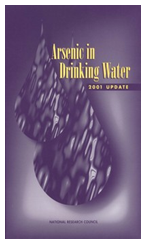 Arsenic in
Drinking Water
2001 UPDATE
NATIONAL RESEARCH COUNCIL